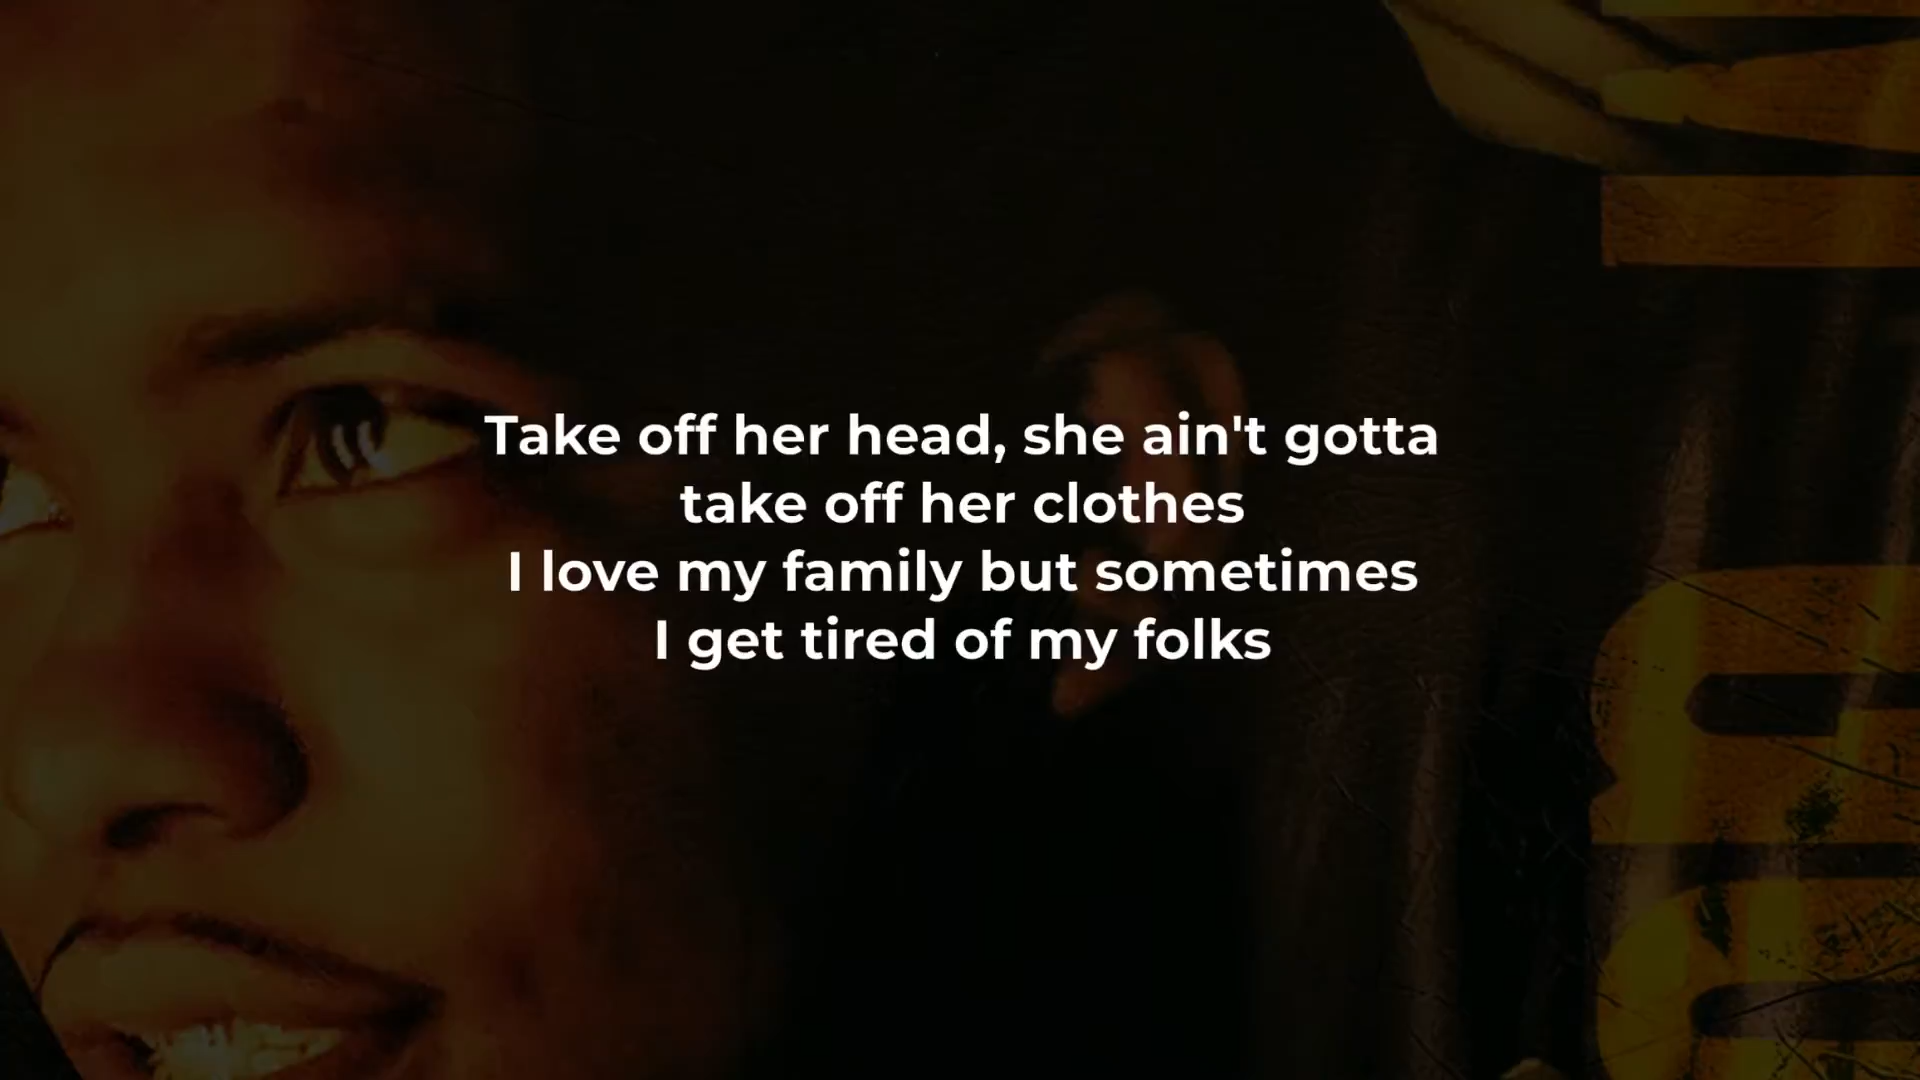 Take off her head, she ain't gotta
take off her clothes
I love my family but sometimes
I get tired of my folks